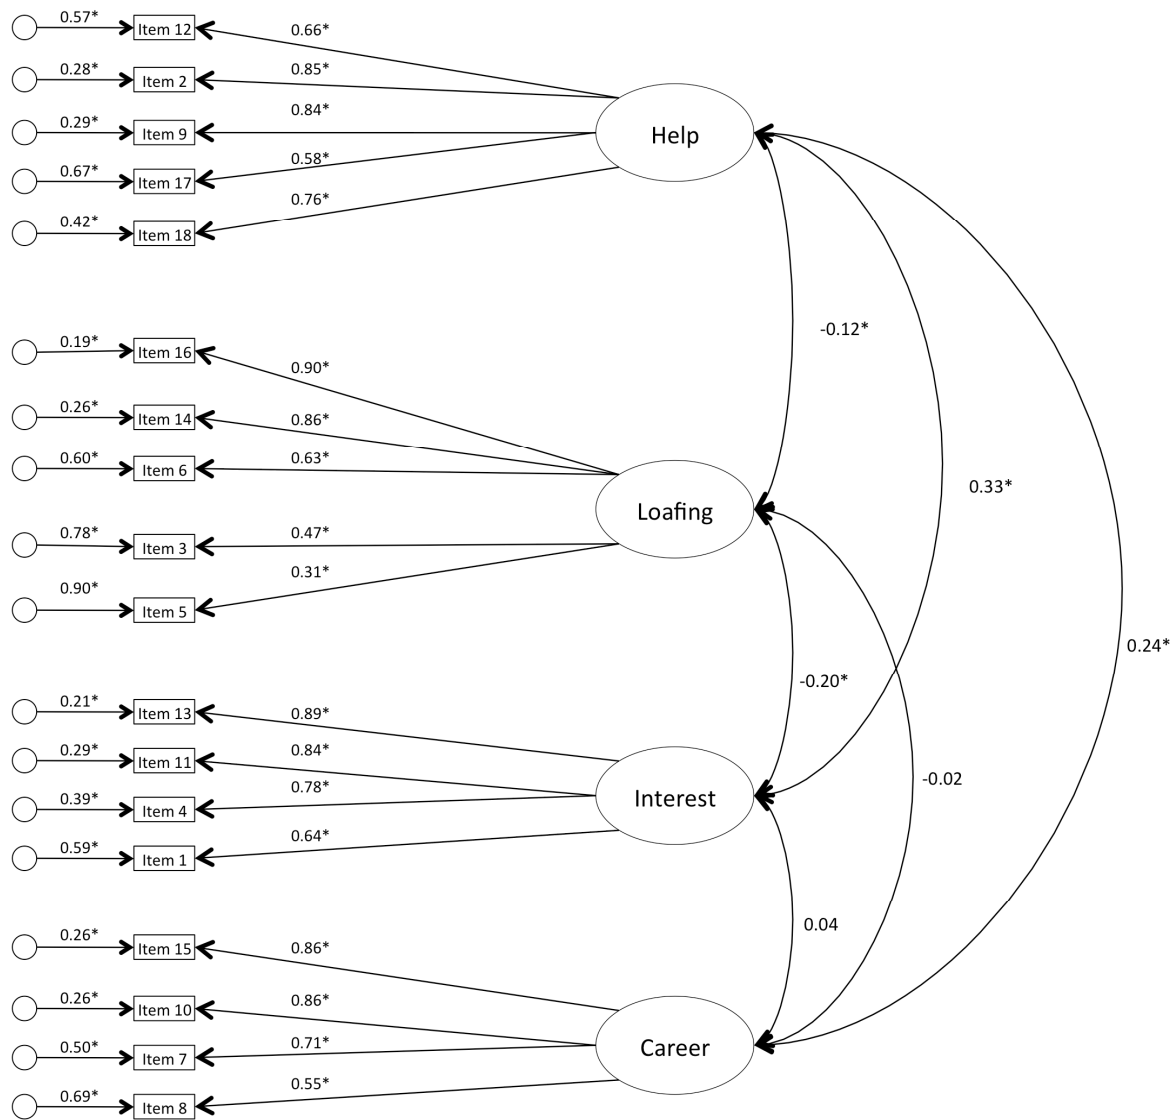 0.57* Item 12 0.66*
0.28* Item 2 0.85*
0.29* Item 9 0.84*
Help
0.67* Item 17 0.58*
0.42* Item 18 0.76*
-0.12*
0.19* Item 16 0.90*
0.26* Item 14 0.86*
0.60* Item 6 0.63*
0.33*
Loafing
0.78* Item 3 0.47*
0.90* Item 5 0.31*
0.24*
-0.20*
0.21* Item 13 0.89*
0.29* Item 11 0.84*
-0.02
0.39* Item 4 0.78*
Interest
0.59* Item 1 0.64*
0.04
0.26* Item 15 0.86*
0.26* Item 10 0.86*
0.50* Item 7 0.71*
Career
0.69* Item 8 0.55*